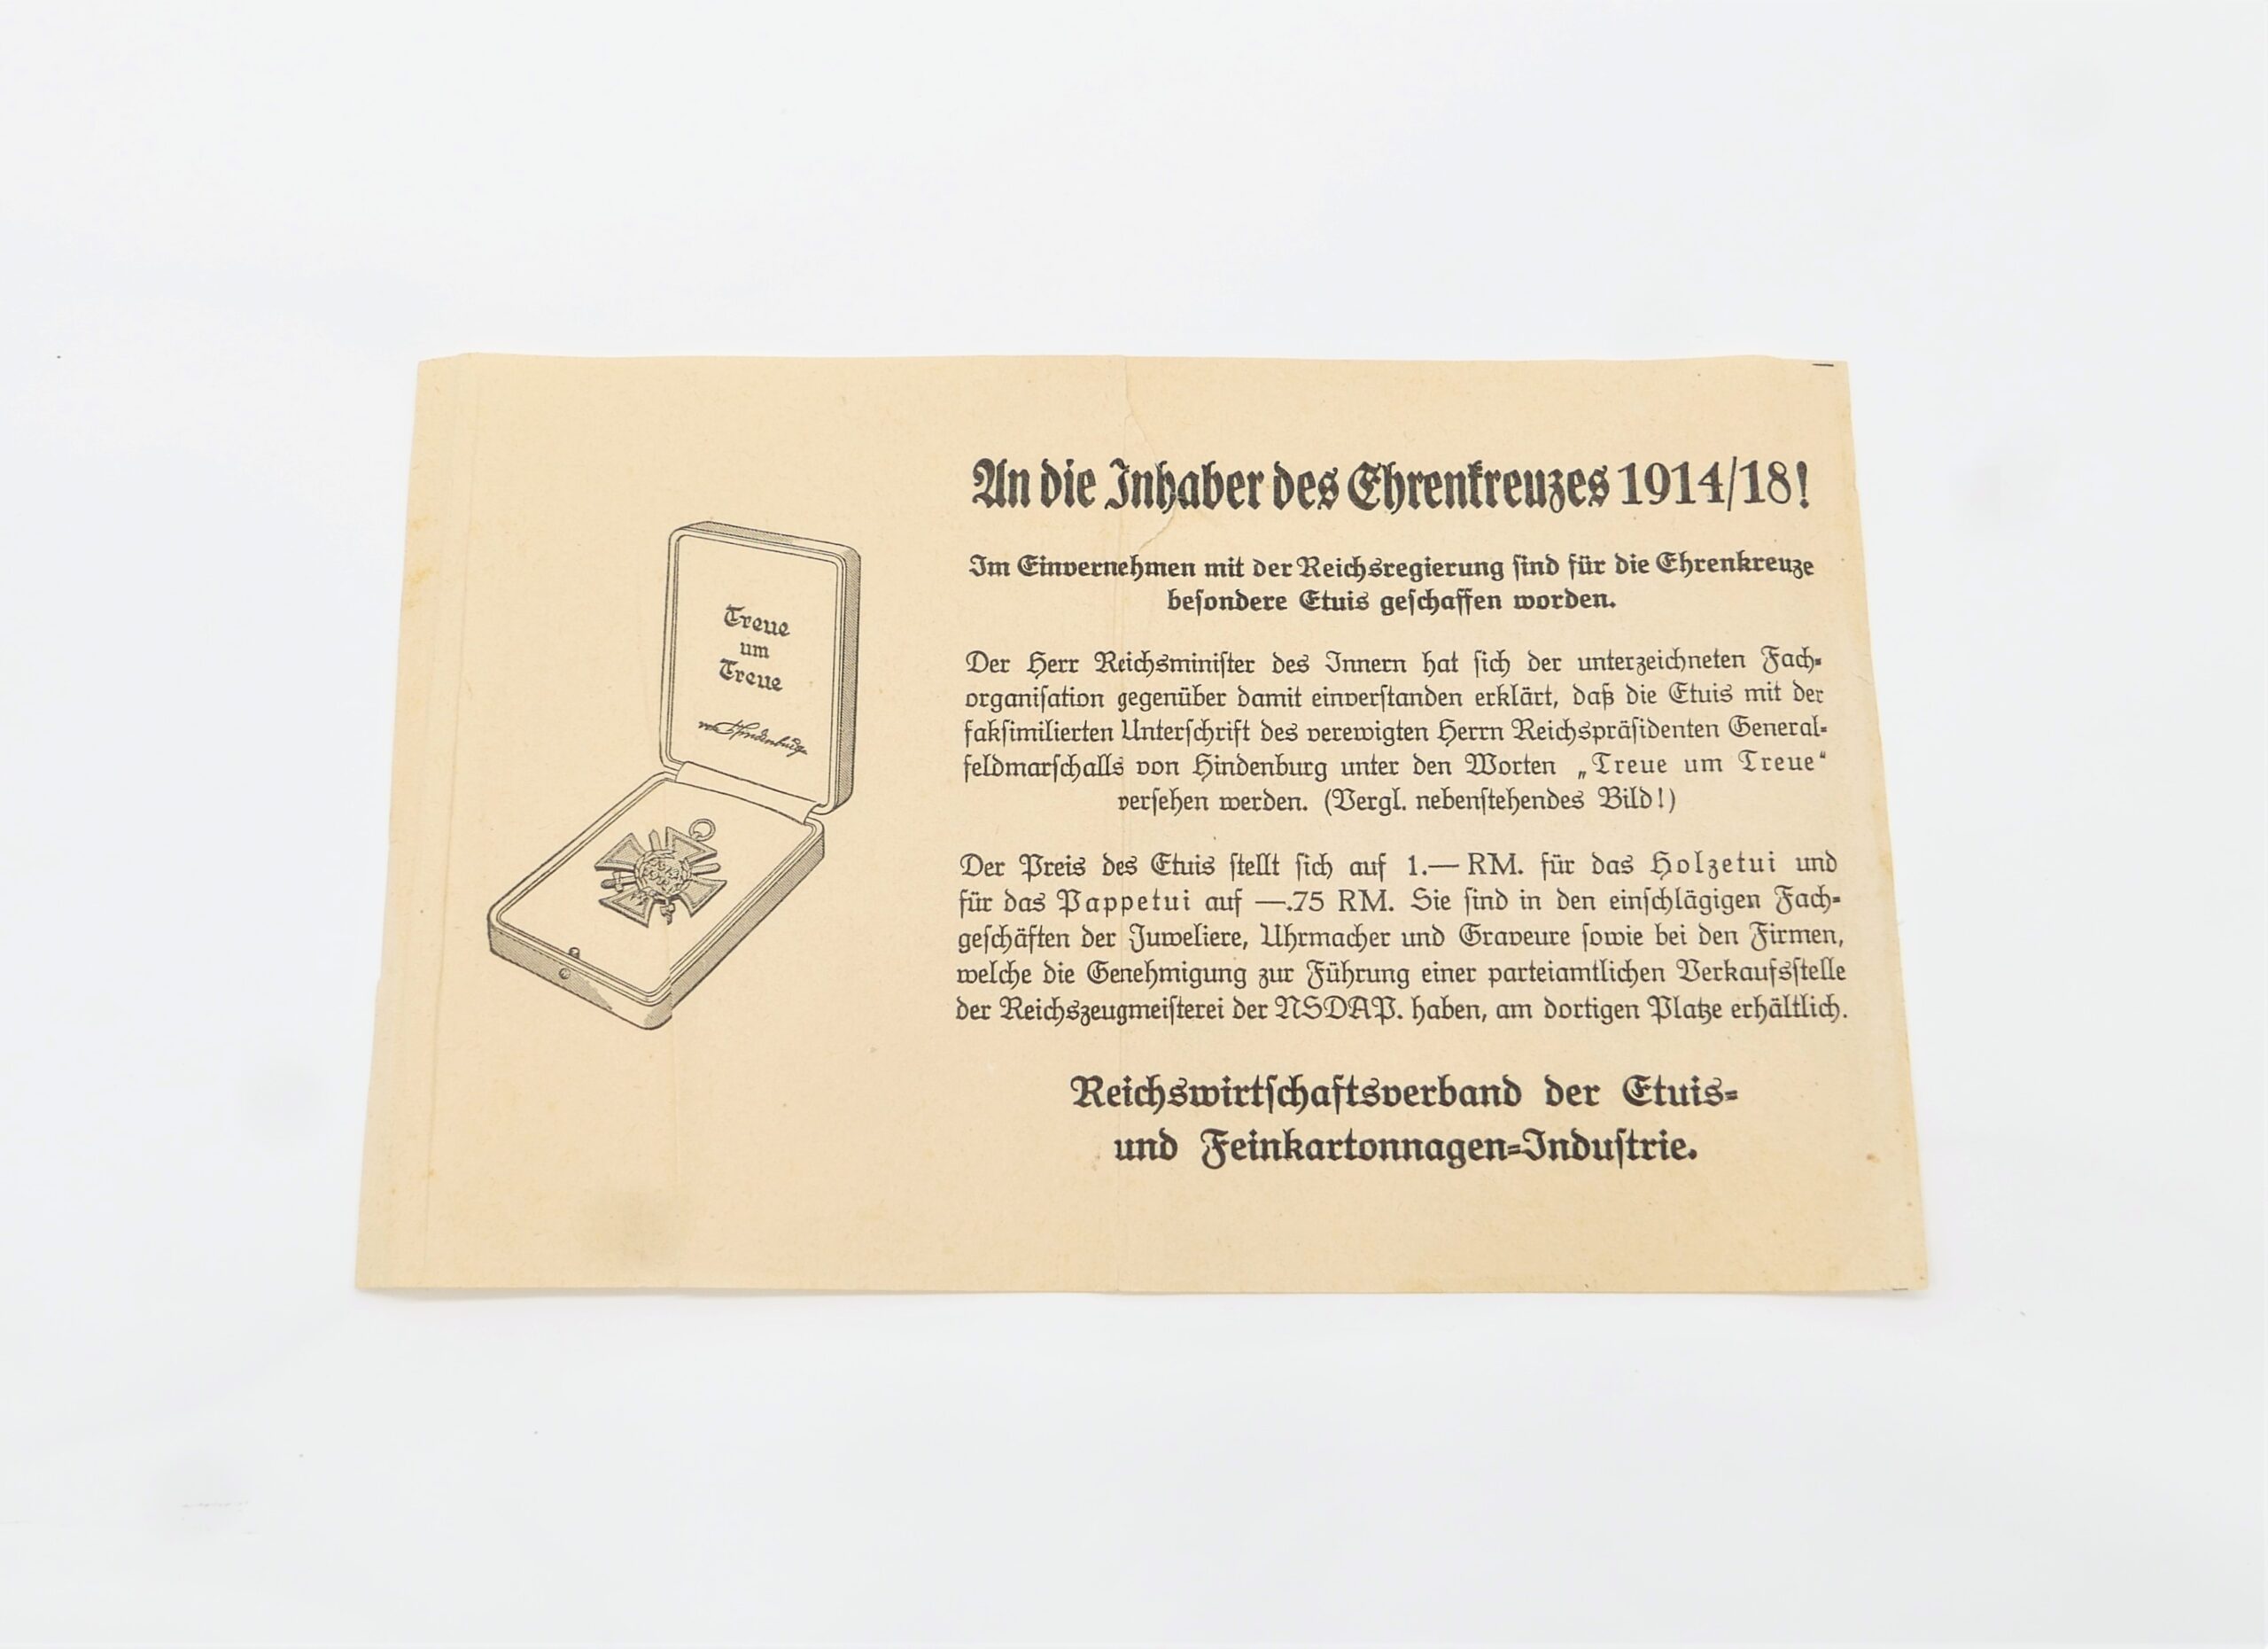 Treue
um
Treue
von Hindenburg
An die Inhaber des Ehrenkreuzes 1914/18!
Im Einvernehmen mit der Reichsregierung ſind für die Ehrenkreuze
beſondere Etuis geſchaffen worden.
Der Herr Reichsminiſter des Innern hat ſich der unterzeichneten Fach-
organiſation gegenüber damit einverſtanden erklärt, daß die Etuis mit der
fakſimilierten Unterſchrift des verewigten Herrn Reichspräſidenten General-
feldmarſchalls von Hindenburg unter den Worten „Treue um Treue“
verſehen werden. (Vergl. nebenſtehendes Bild!)
Der Preis des Etuis ſtellt ſich auf 1.— RM. für das Holzetui und
für das Pappetui auf —.75 RM. Sie ſind in den einſchlägigen Fach-
geſchäften der Juweliere, Uhrmacher und Graveure ſowie bei den Firmen,
welche die Genehmigung zur Führung einer parteiamtlichen Verkaufsſtelle
der Reichszeugmeiſterei der NSDAP. haben, am dortigen Platze erhältlich.
Reichswirtſchaftsverband der Etuis-
und Feinkartonnagen-Induſtrie.